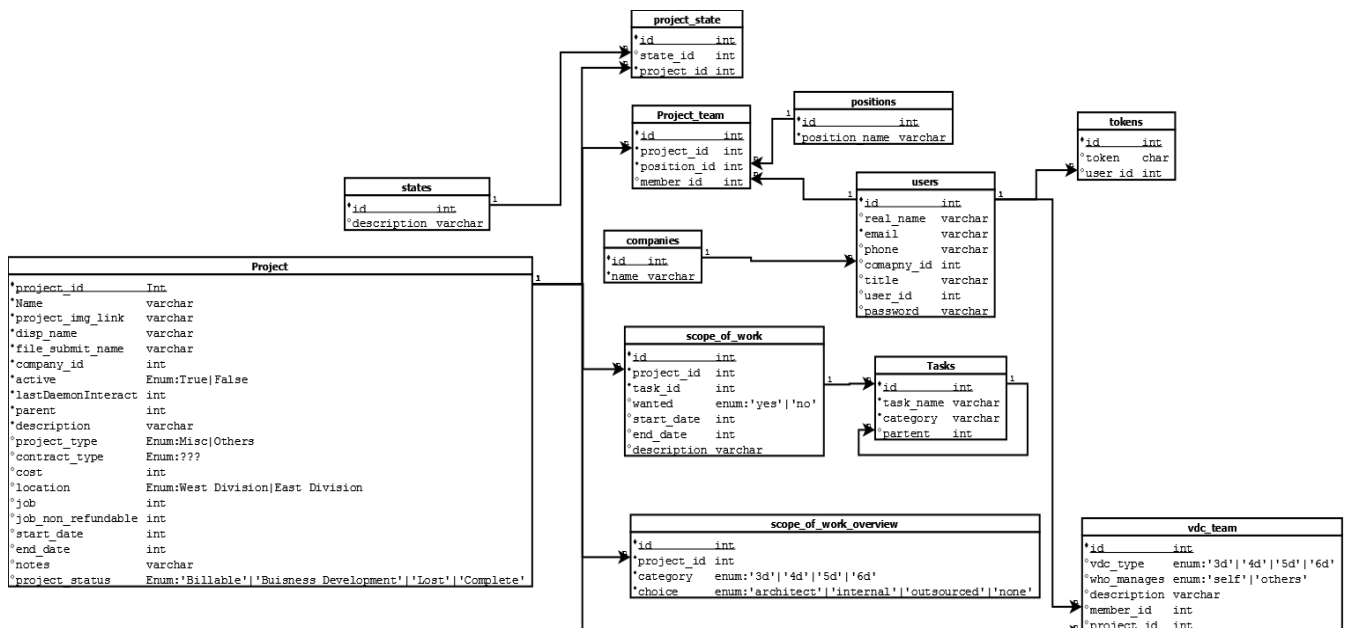 project_state
id int
state_id int
project_id int
Project_team
id int
project_id int
position_id int
member_id int
positions
id int
position_name varchar
tokens
id int
token char
user_id int
states
id int
description varchar
users
id int
real_name varchar
email varchar
phone varchar
comapny_id int
title varchar
user_id int
password varchar
companies
id int
name varchar
Project
project_id Int
Name varchar
project_img_link varchar
disp_name varchar
file_submit_name varchar
company_id int
active Enum:True|False
lastDaemonInteract int
parent int
description varchar
project_type Enum:Misc|Others
contract_type Enum:???
cost int
location Enum:West Division|East Division
job int
job_non_refundable int
start_date int
end_date int
notes varchar
project_status Enum:'Billable'|'Buisness Development'|'Lost'|'Complete'
scope_of_work
id int
project_id int
task_id int
wanted enum:'yes'|'no'
start_date int
end_date int
description varchar
Tasks
id int
task_name varchar
category varchar
partent int
scope_of_work_overview
id int
project_id int
category enum:'3d'|'4d'|'5d'|'6d'
choice enum:'architect'|'internal'|'outsourced'|'none'
vdc_team
id int
vdc_type enum:'3d'|'4d'|'5d'|'6d'
who_manages enum:'self'|'others'
description varchar
member_id int
project_id int
1
1
1
1
1
1
1
1